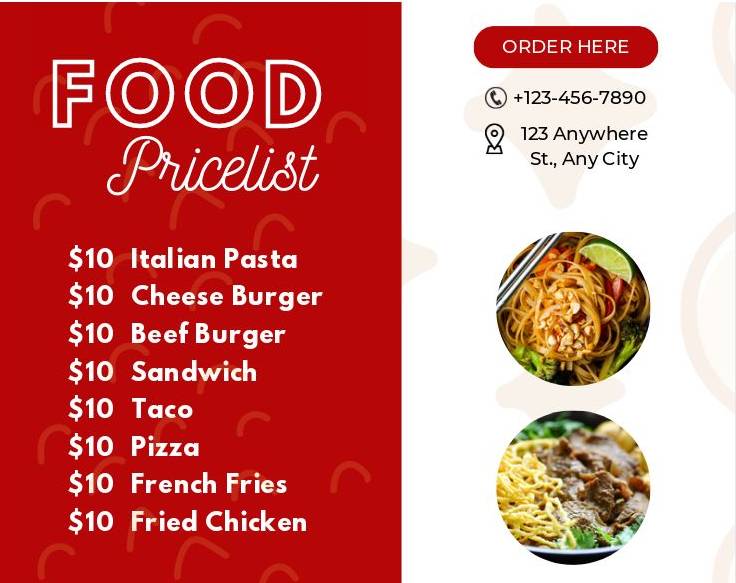 FOOD
Pricelist
$10 Italian Pasta
$10 Cheese Burger
$10 Beef Burger
$10 Sandwich
$10 Taco
$10 Pizza
$10 French Fries
$10 Fried Chicken
ORDER HERE
+123-456-7890
123 Anywhere
St., Any City